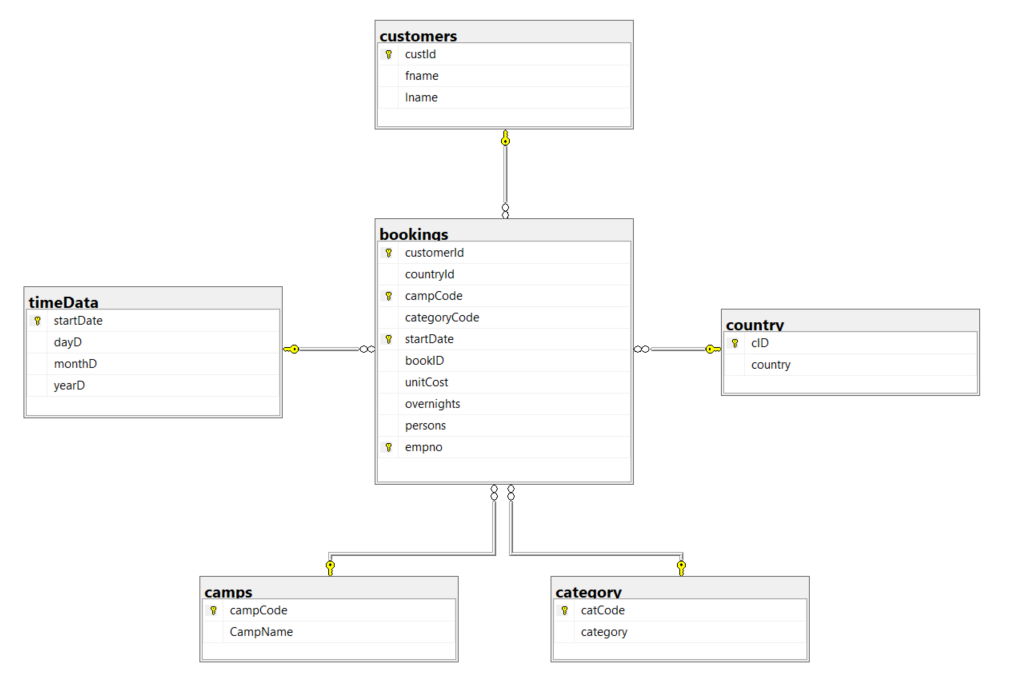 customers
custId
fname
lname
bookings
customerId
countryId
campCode
categoryCode
startDate
bookID
unitCost
overnights
persons
empno
timeData
startDate
dayD
monthD
yearD
country
cID
country
camps
campCode
CampName
category
catCode
category